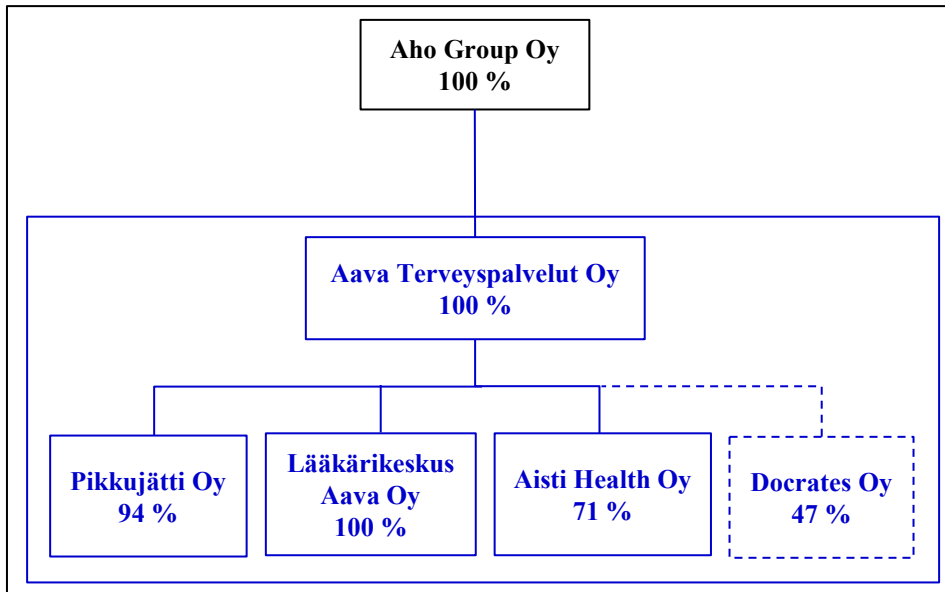 Aho Group Oy
100 %
Aava Terveyspalvelut Oy
100 %
Pikkujätti Oy
94 %
Lääkärikeskus
Aava Oy
100 %
Aisti Health Oy
71 %
Docrates Oy
47 %